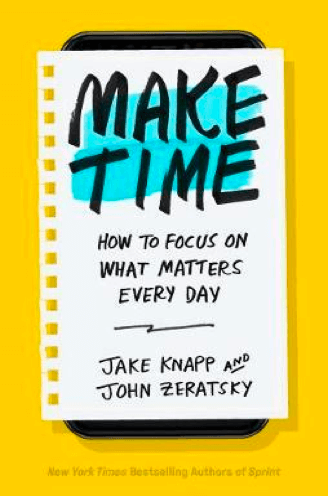 MAKE
TIME
HOW TO FOCUS ON
WHAT MATTERS
EVERY DAY
JAKE KNAPP AND
JOHN ZERATSKY
New York Times Bestselling Authors of Sprint